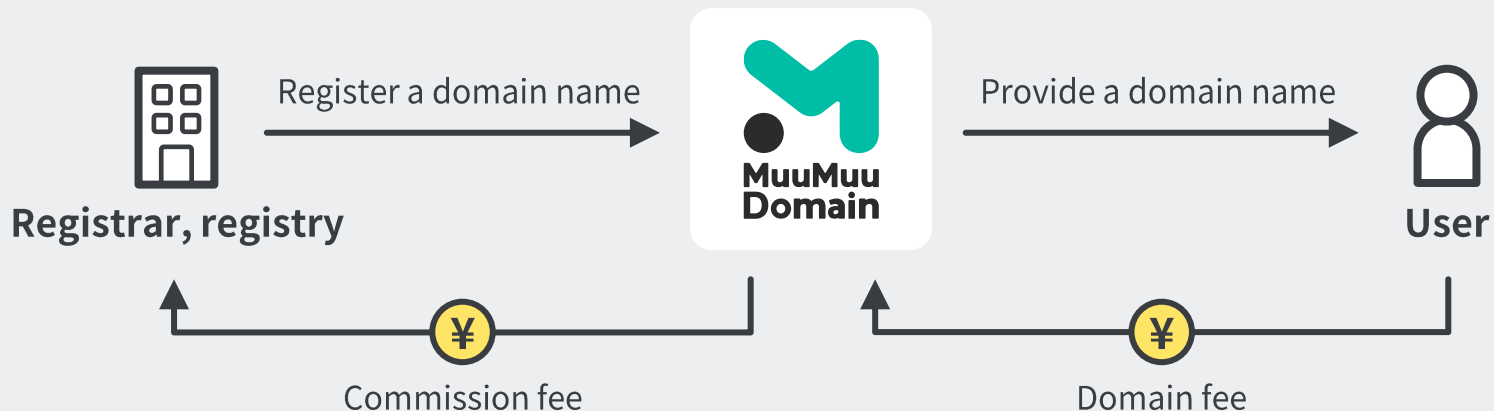 Register a domain name
Provide a domain name
MuuMuu
Domain
Registrar, registry
User
¥
¥
Commission fee
Domain fee